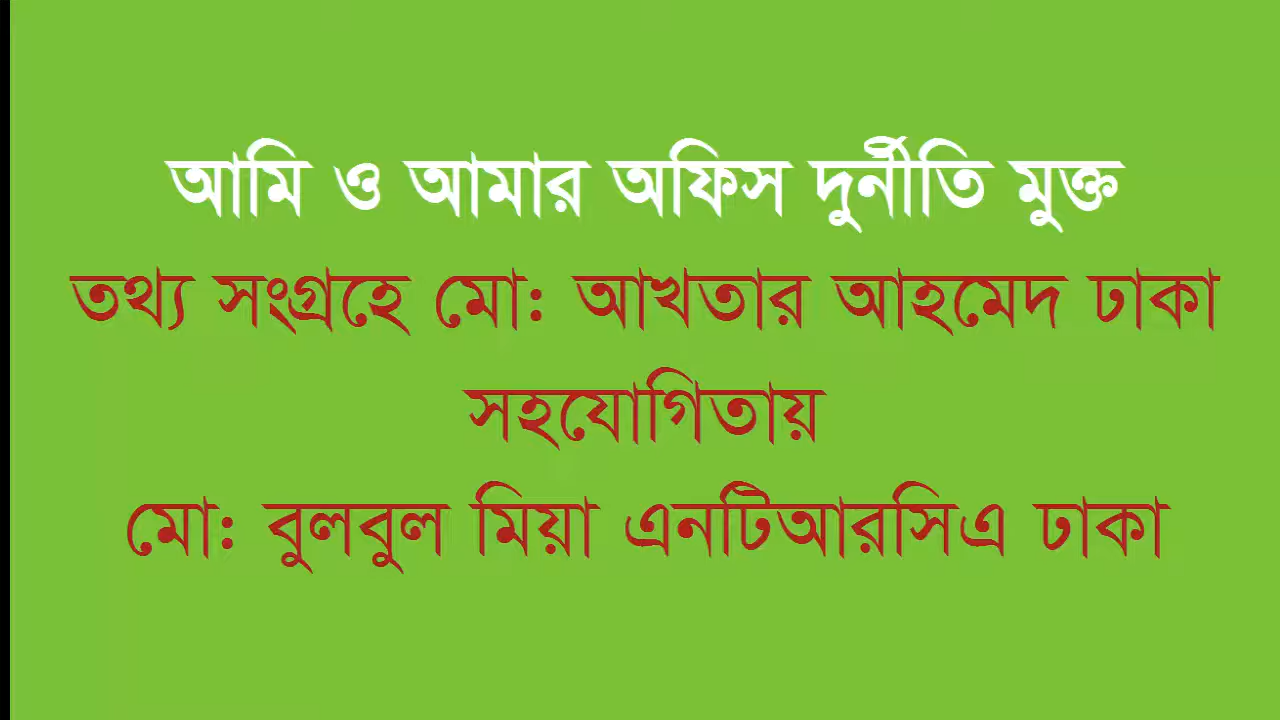 আমি ও আমার অফিস দুর্নীতি মুক্ত
তথ্য সংগ্রহে মো: আখতার আহমেদ ঢাকা
সহযোগিতায়
মো: বুলবুল মিয়া এনটিআরসিএ ঢাকা